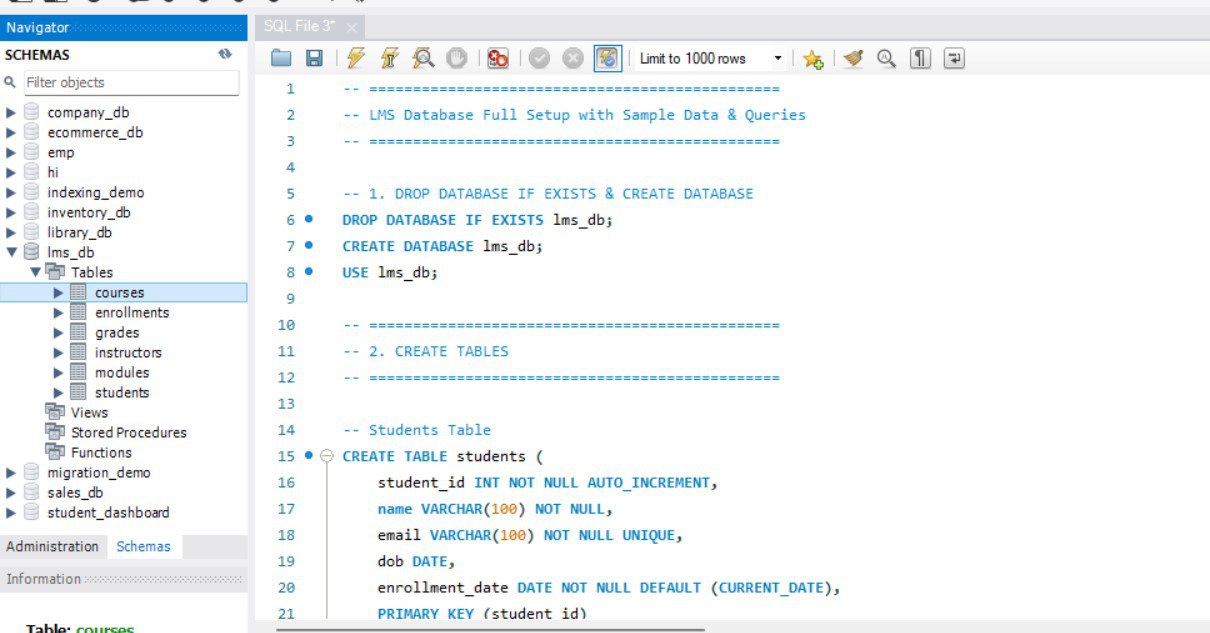 Navigator
SCHEMAS
Filter objects
company_db
ecommerce_db
emp
hi
indexing_demo
inventory_db
library_db
lms_db
Tables
courses
enrollments
grades
instructors
modules
students
Views
Stored Procedures
Functions
migration_demo
sales_db
student_dashboard
Administration Schemas
Information
Table: courses
SQL File 3*
Limit to 1000 rows
1 -- ===============================================
2 -- LMS Database Full Setup with Sample Data & Queries
3 -- ===============================================
4
5 -- 1. DROP DATABASE IF EXISTS & CREATE DATABASE
6 DROP DATABASE IF EXISTS lms_db;
7 CREATE DATABASE lms_db;
8 USE lms_db;
9
10 -- ===============================================
11 -- 2. CREATE TABLES
12 -- ===============================================
13
14 -- Students Table
15 CREATE TABLE students (
16 student_id INT NOT NULL AUTO_INCREMENT,
17 name VARCHAR(100) NOT NULL,
18 email VARCHAR(100) NOT NULL UNIQUE,
19 dob DATE,
20 enrollment_date DATE NOT NULL DEFAULT (CURRENT_DATE),
21 PRIMARY KEY (student_id)